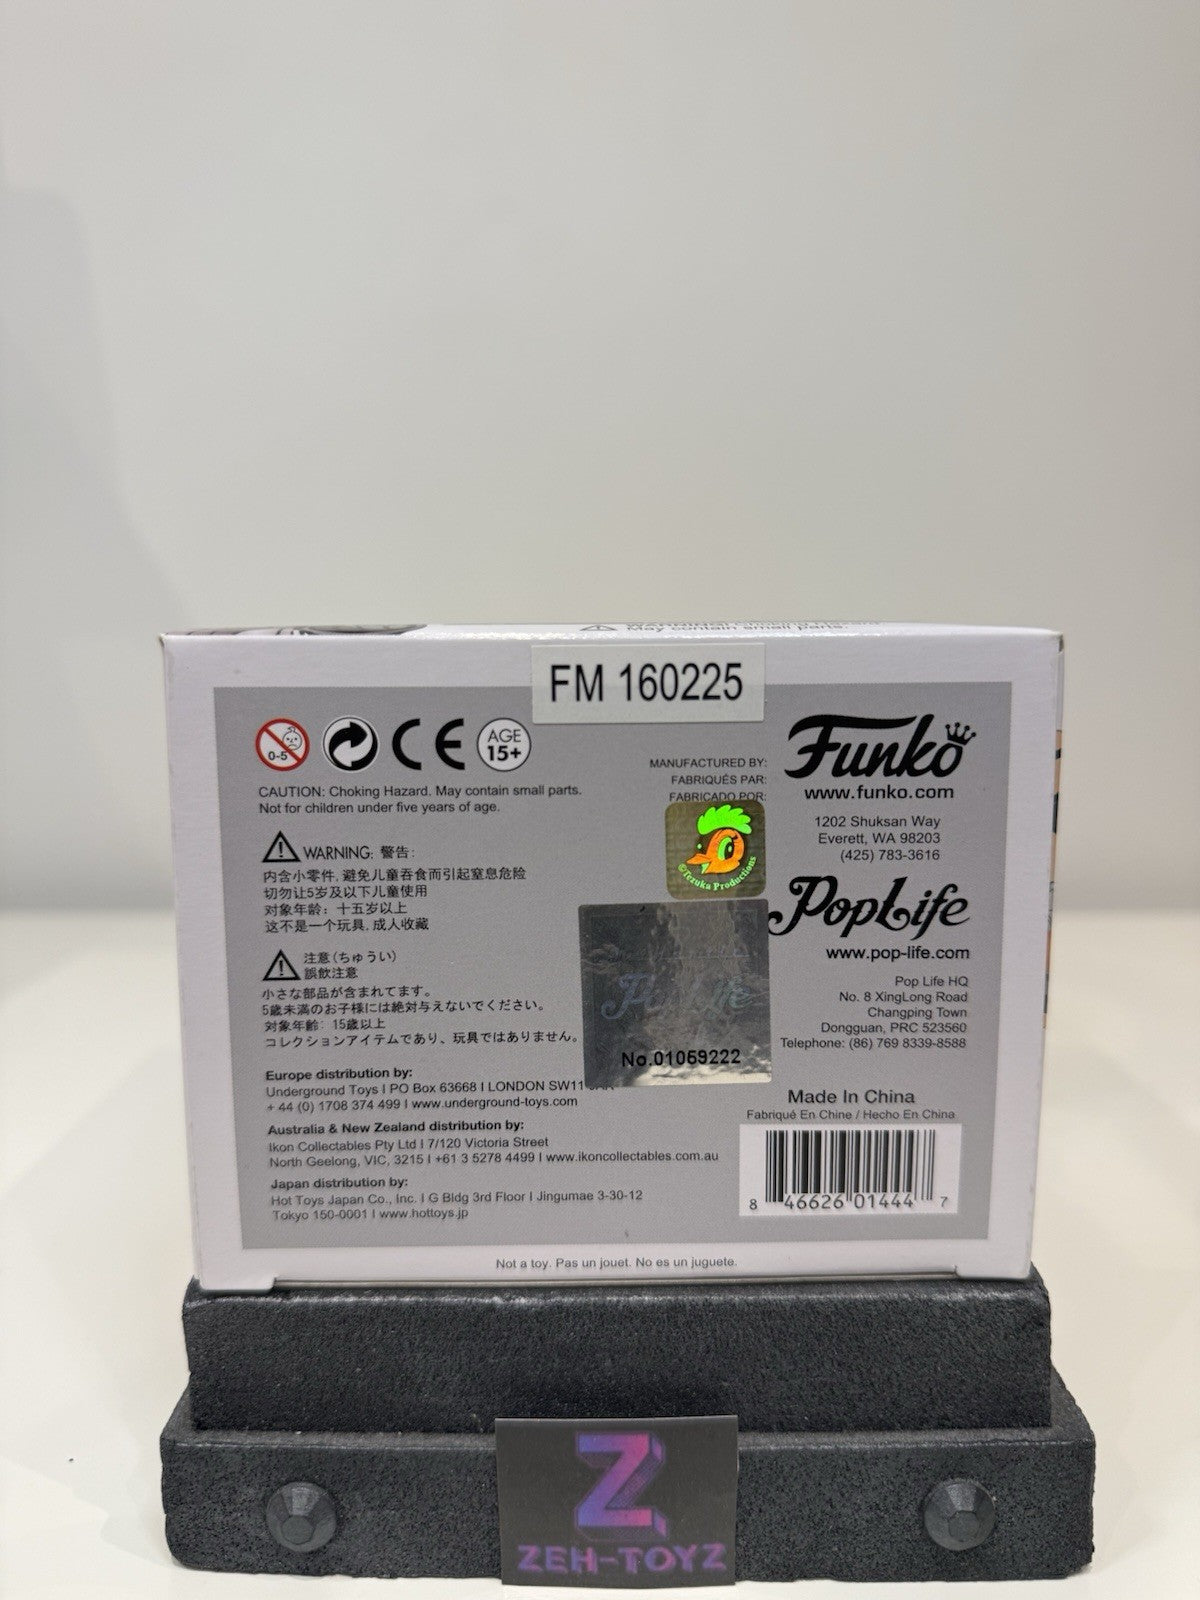 May contain small parts.
FM 160225
0-5
CE
AGE
15+
CAUTION: Choking Hazard. May contain small parts.
Not for children under five years of age.
WARNING: 警告:
内含小零件, 避免儿童吞食而引起窒息危险
切勿让5岁及以下儿童使用
对象年龄: 十五岁以上
这不是一个玩具, 成人收藏
注意(ちゅうい)
誤飲注意
小さな部品が含まれてます。
5歳未満のお子様には絶対与えないでください。
対象年齢: 15歳以上
コレクションアイテムであり、玩具ではありません。
Europe distribution by:
Underground Toys I PO Box 63668 I LONDON SW11
+ 44 (0) 1708 374 499 I www.underground-toys.com
Australia & New Zealand distribution by:
Ikon Collectables Pty Ltd I 7/120 Victoria Street
North Geelong, VIC, 3215 I +61 3 5278 4499 I www.ikoncollectables.com.au
Japan distribution by:
Hot Toys Japan Co., Inc. I G Bldg 3rd Floor I Jingumae 3-30-12
Tokyo 150-0001 I www.hottoys.jp
MANUFACTURED BY:
FABRIQUÉS PAR:
FABRICADO POR:
©Tezuka Productions
PopLife
No.01059222
Funko
www.funko.com
1202 Shuksan Way
Everett, WA 98203
(425) 783-3616
PopLife
www.pop-life.com
Pop Life HQ
No. 8 XingLong Road
Changping Town
Dongguan, PRC 523560
Telephone: (86) 769 8339-8588
Made In China
Fabriqué En Chine / Hecho En China
8 46626 01444 7
Not a toy. Pas un jouet. No es un juguete.
Z
ZEH-TOYZ